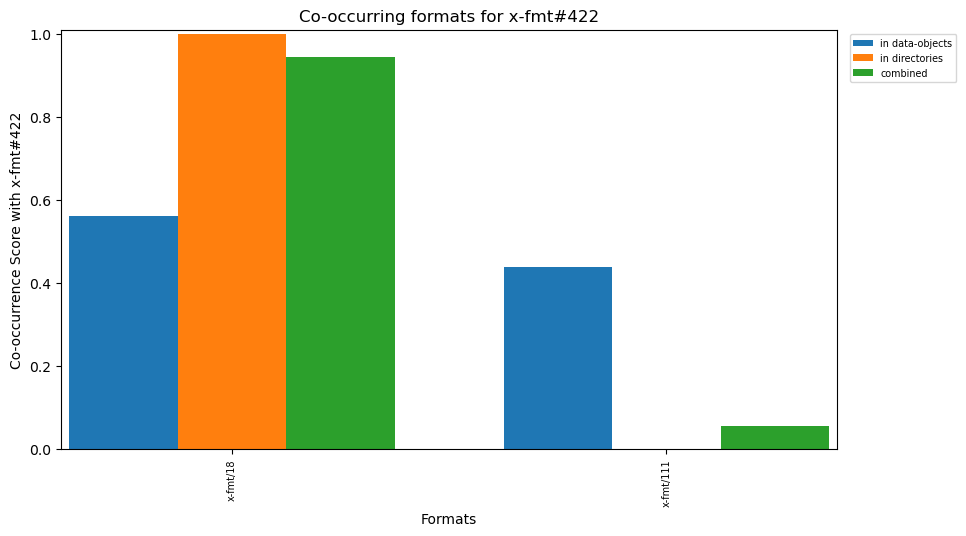 Co-occurring formats for x-fmt#422
in data-objects
in directories
combined
Co-occurrence Score with x-fmt#422
1.0
0.8
0.6
0.4
0.2
0.0
x-fmt/18
x-fmt/111
Formats